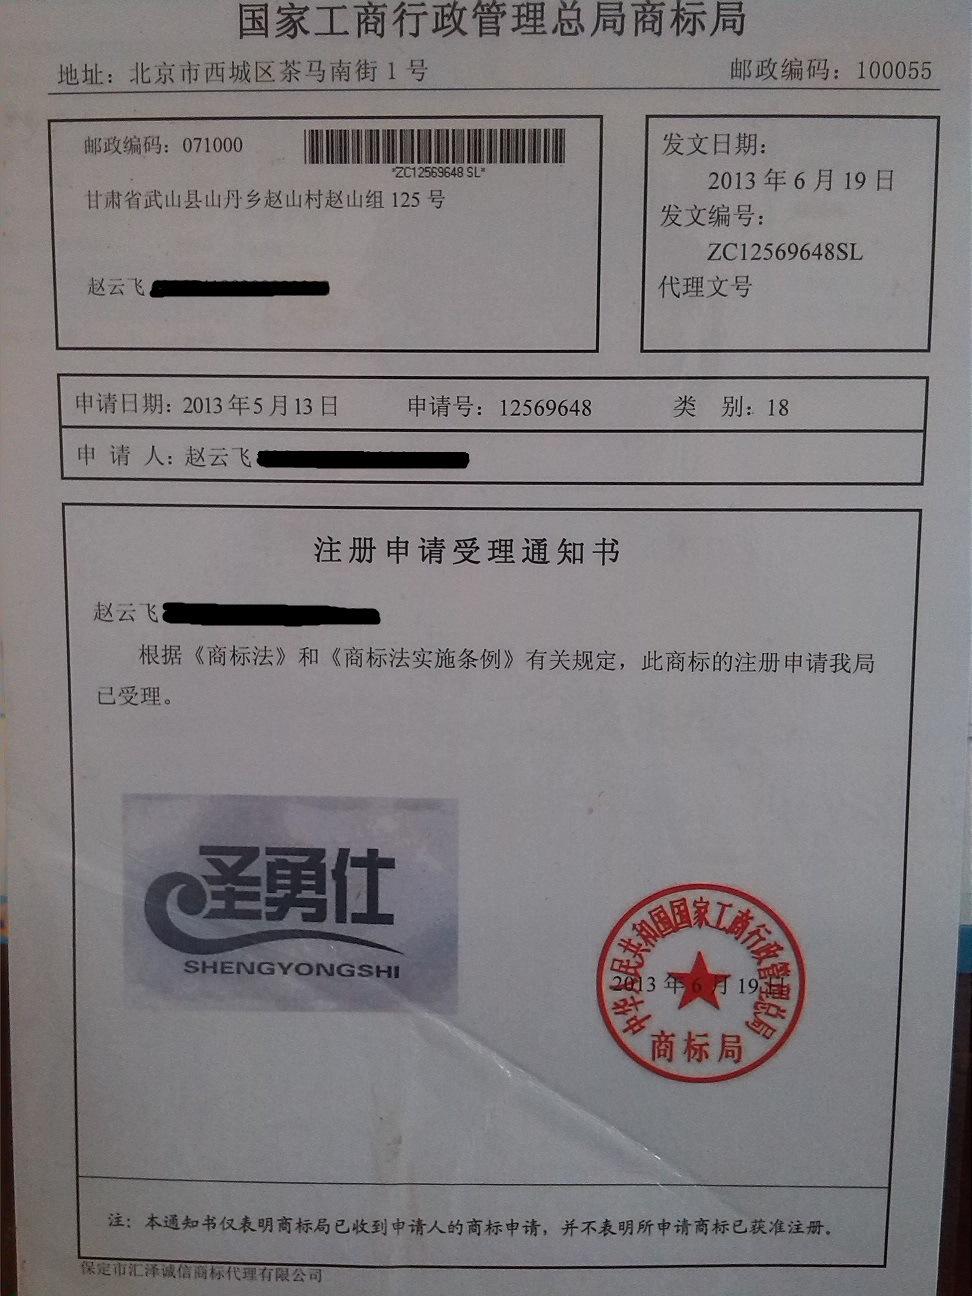 国家工商行政管理总局商标局
地址：北京市西城区茶马南街1号 邮政编码：100055
邮政编码：071000
*ZC12569648 SL*
甘肃省武山县山丹乡赵山村赵山组125号
赵云飞
发文日期：
2013年6月19日
发文编号：
ZC12569648SL
代理文号
申请日期：2013年5月13日 申请号：12569648 类 别：18
申 请 人：赵云飞
注册申请受理通知书
赵云飞
根据《商标法》和《商标法实施条例》有关规定，此商标的注册申请我局
已受理。
圣勇仕
SHENGYONGSHI
中华人民共和国国家工商行政管理总局
2013年6月19日
商标局
注：本通知书仅表明商标局已收到申请人的商标申请，并不表明所申请商标已获准注册。
保定市汇泽诚信商标代理有限公司